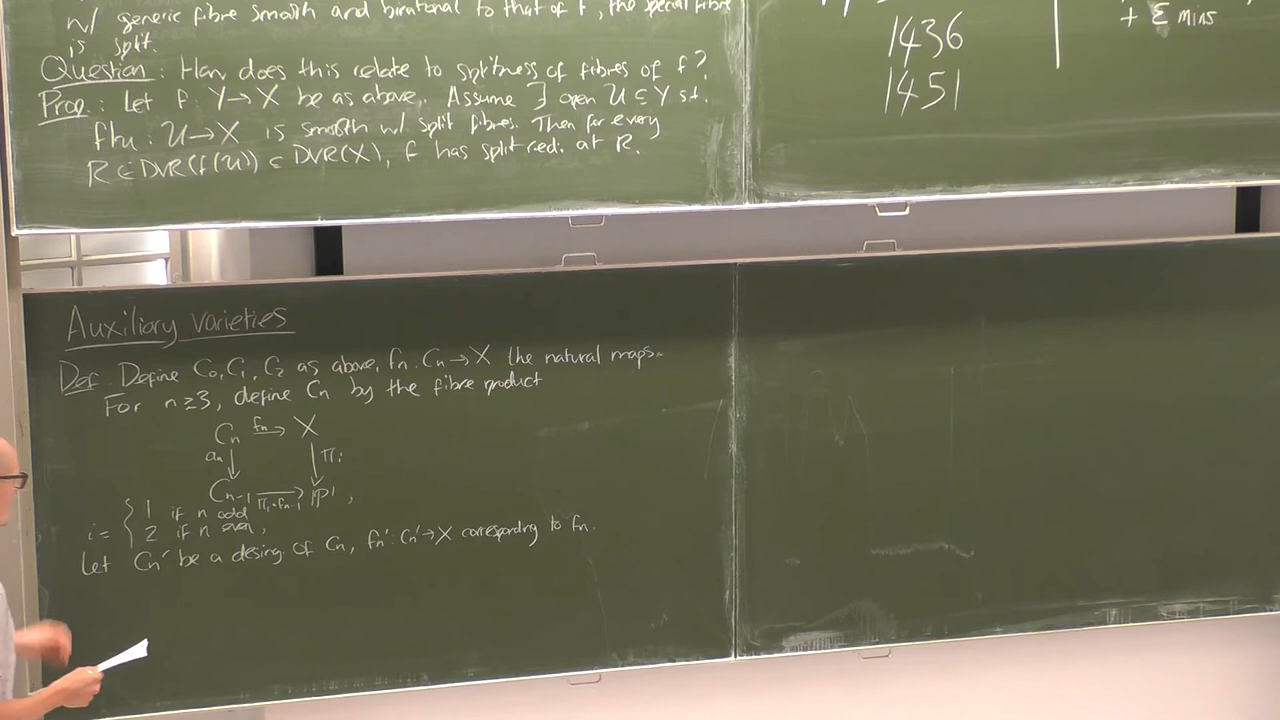 w/ generic fibre smooth and birational to that of f, the special fibre
is split.
Question: How does this relate to splitness of fibres of f?
Prop.: Let f: Y→X be as above. Assume ∃ open U ⊆ Y s.t.
f|u: U→X is smooth w/ split fibres. Then for every
R ∈ DVR(f(U)) ⊆ DVR(X), f has split red. at R.
1436
1451
+ Σ mins
Auxiliary varieties
Def. Define C₀, C₁, C₂ as above, fn: Cn→X the natural maps.
For n≥3, define Cn by the fibre product
Cn fn→ X
an ↓ ↓ πi
Cn-1 πi∘fn-1→ P¹,
i = { 1 if n odd
2 if n even,
Let Cn' be a desing. of Cn, fn': Cn'→X corresponding to fn.